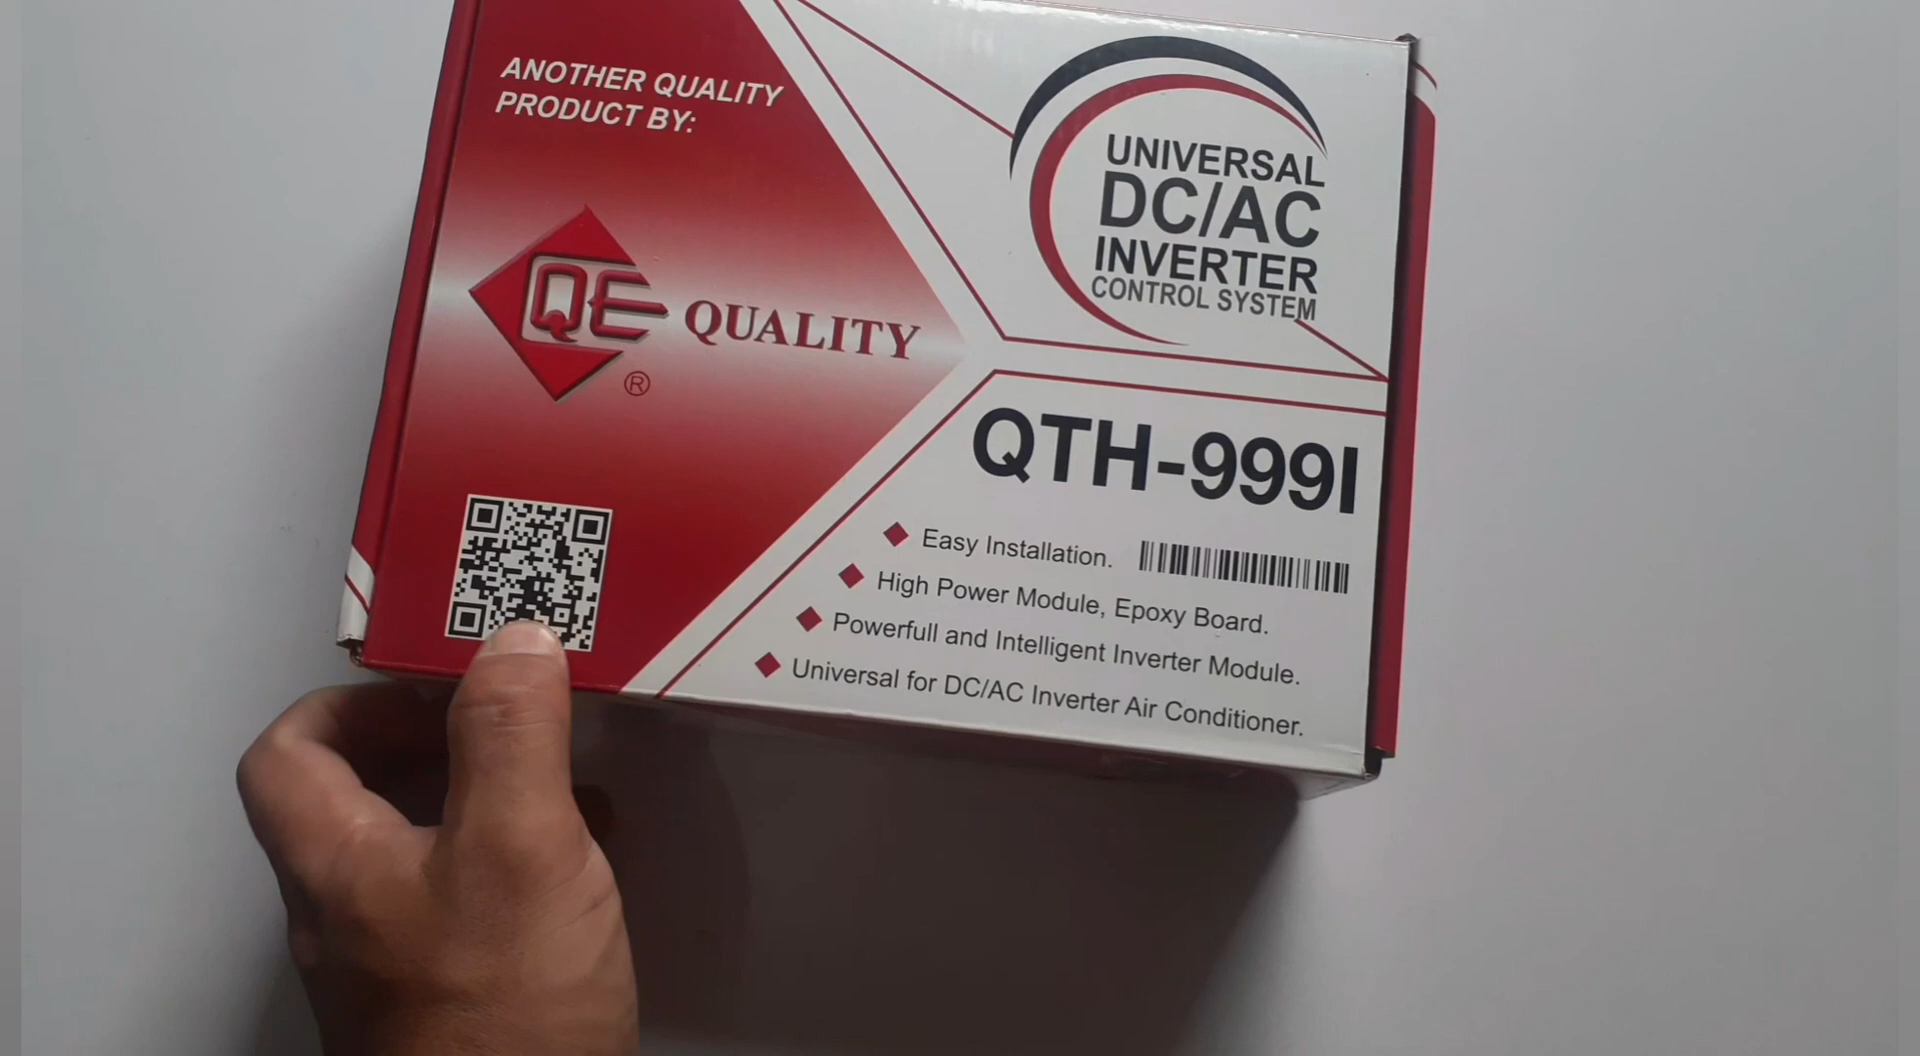 ANOTHER QUALITY
PRODUCT BY:
QE QUALITY
®
UNIVERSAL
DC/AC
INVERTER
CONTROL SYSTEM
QTH-999I
Easy Installation.
High Power Module, Epoxy Board.
Powerfull and Intelligent Inverter Module.
Universal for DC/AC Inverter Air Conditioner.